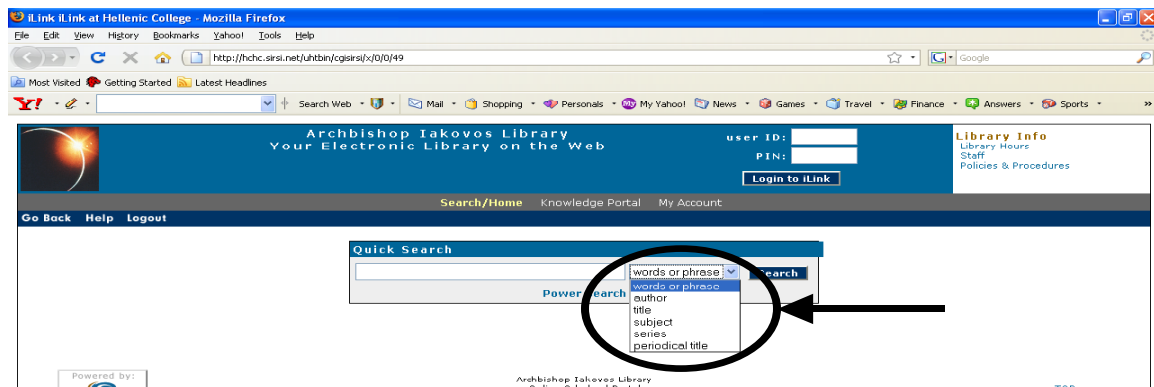 iLink iLink at Hellenic College - Mozilla Firefox
File Edit View History Bookmarks Yahoo! Tools Help
http://hchc.sirsi.net/uhtbin/cgisirsi/x/0/0/49 Google
Most Visited Getting Started Latest Headlines
Y! Search Web Mail Shopping Personals My Yahoo! News Games Travel Finance Answers Sports »
Archbishop Iakovos Library
Your Electronic Library on the Web
user ID:
PIN:
Login to iLink
Library Info
Library Hours
Staff
Policies & Procedures
Search/Home Knowledge Portal My Account
Go Back Help Logout
Quick Search
words or phrase Search
Power Search
words or phrase
author
title
subject
series
periodical title
Powered by:
Archbishop Iakovos Library
TOP